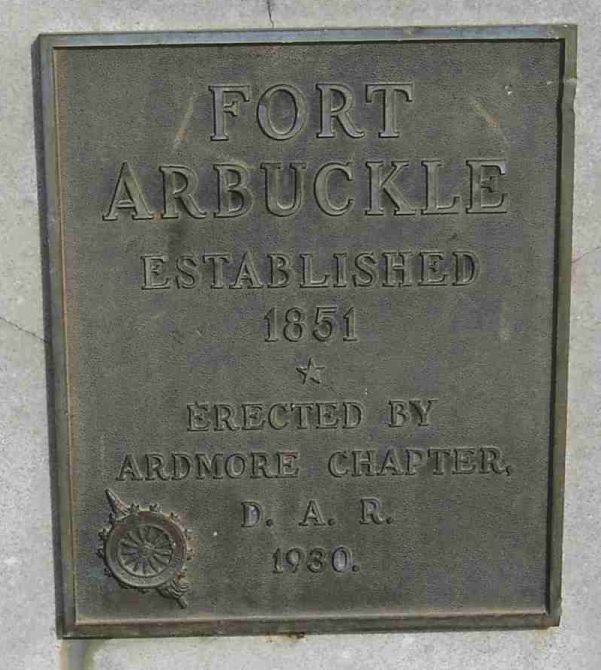 FORT
ARBUCKLE
ESTABLISHED
1851
ERECTED BY
ARDMORE CHAPTER,
D. A. R.
1930.